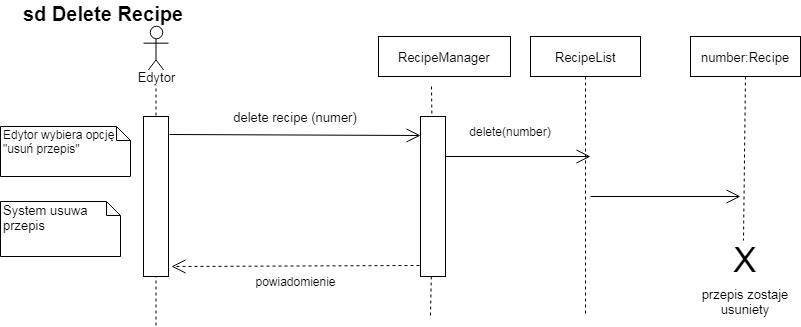 sd Delete Recipe
Edytor
RecipeManager
RecipeList
number:Recipe
Edytor wybiera opcję
"usuń przepis"
delete recipe (numer)
delete(number)
System usuwa
przepis
powiadomienie
X
przepis zostaje
usuniety